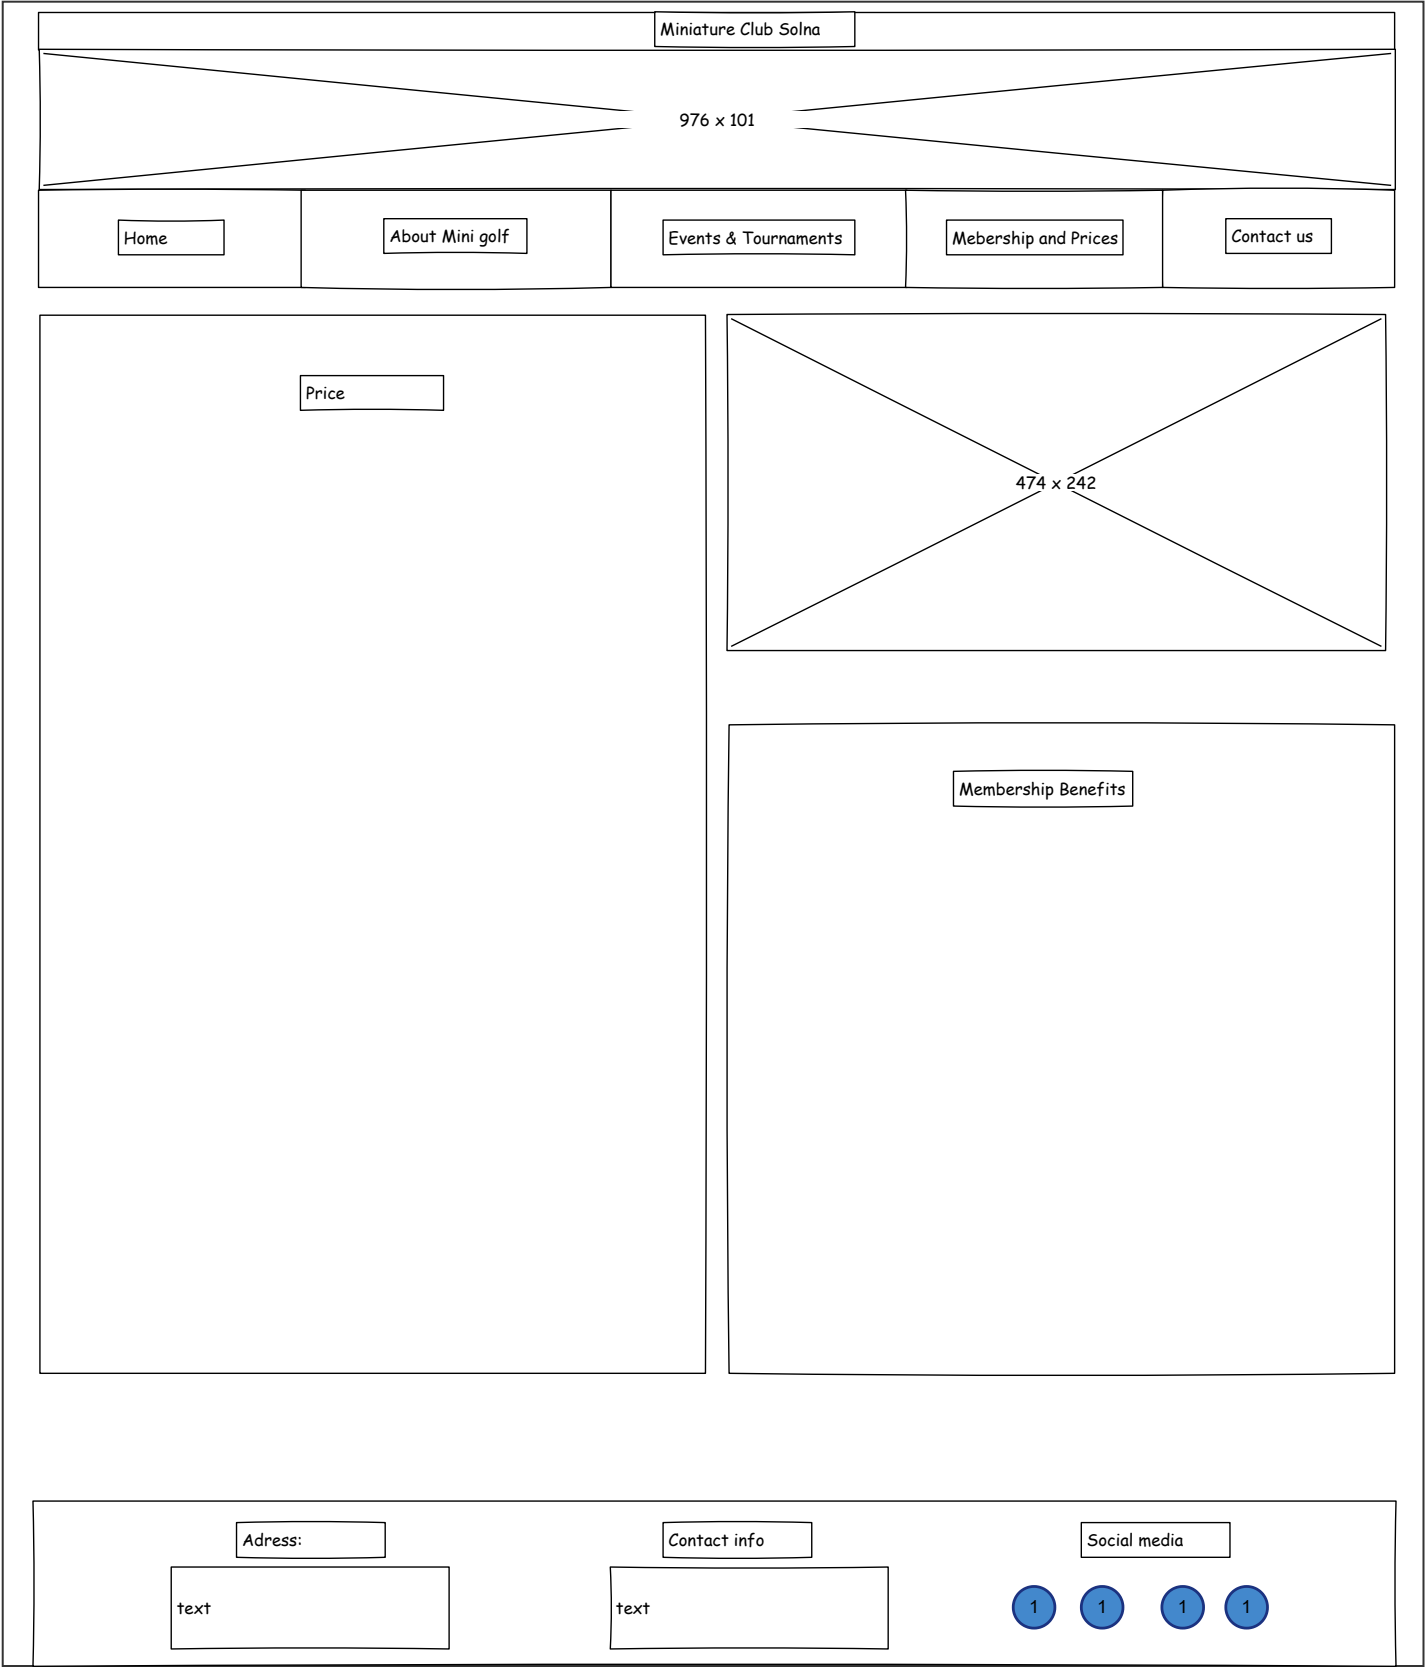 Miniature Club Solna
976 x 101
Home
About Mini golf
Events & Tournaments
Mebership and Prices
Contact us
Price
474 x 242
Membership Benefits
Adress:
text
Contact info
text
Social media
1 1 1 1